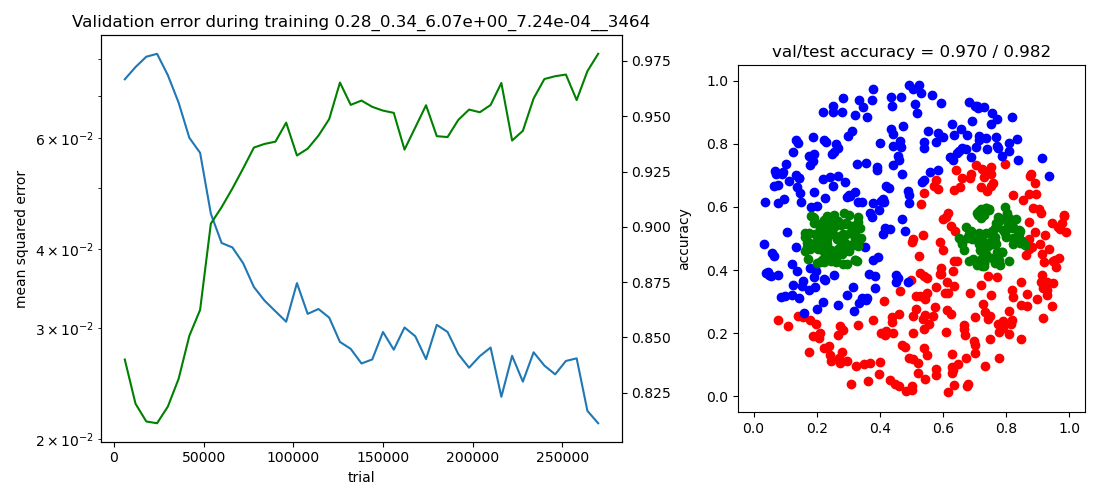 Validation error during training 0.28_0.34_6.07e+00_7.24e-04__3464
mean squared error
6 × 10⁻²
4 × 10⁻²
3 × 10⁻²
2 × 10⁻²
0 50000 100000 150000 200000 250000
trial
0.975
0.950
0.925
0.900
0.875
0.850
0.825
accuracy
val/test accuracy = 0.970 / 0.982
1.0
0.8
0.6
0.4
0.2
0.0
0.0 0.2 0.4 0.6 0.8 1.0